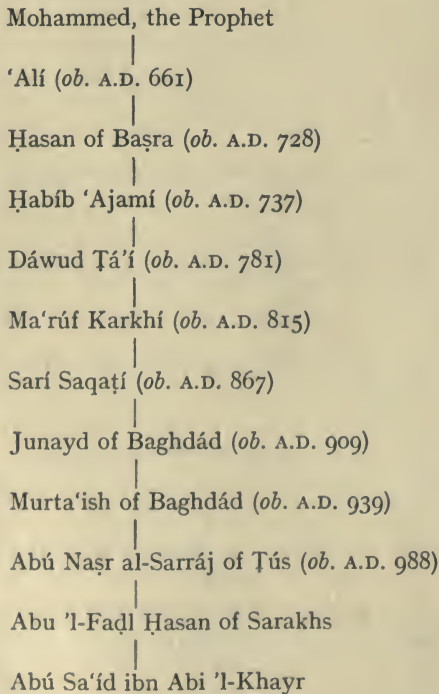 Mohammed, the Prophet
‘Alí (ob. A.D. 661)
Ḥasan of Baṣra (ob. A.D. 728)
Ḥabíb ‘Ajamí (ob. A.D. 737)
Dáwud Ṭá’í (ob. A.D. 781)
Ma‘rúf Karkhí (ob. A.D. 815)
Sarí Saqaṭí (ob. A.D. 867)
Junayd of Baghdád (ob. A.D. 909)
Murta‘ish of Baghdád (ob. A.D. 939)
Abú Naṣr al-Sarráj of Ṭús (ob. A.D. 988)
Abu ’l-Faḍl Ḥasan of Sarakhs
Abú Sa‘íd ibn Abi ’l-Khayr